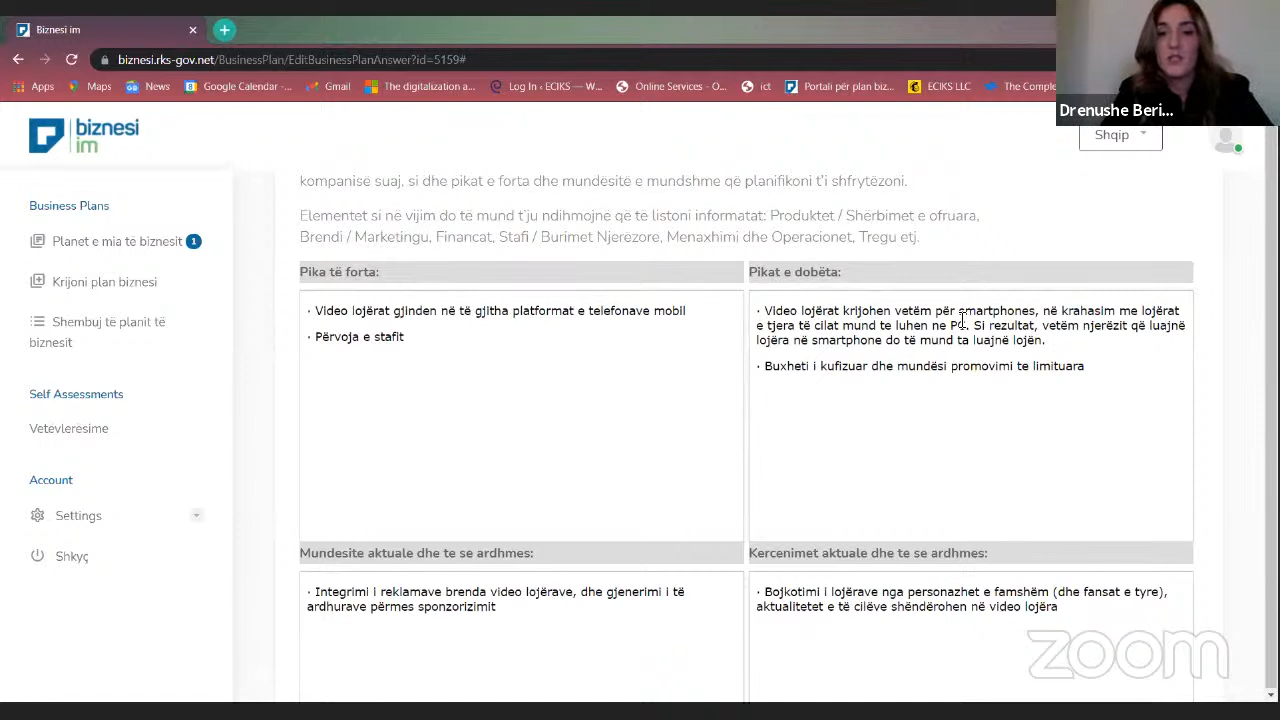 Biznesi im
biznesi.rks-gov.net/BusinessPlan/EditBusinessPlanAnswer?id=5159#
Apps Maps News Google Calendar -... Gmail The digitalization a... Log In ‹ ECIKS — W... Online Services - O... ict Portali për plan biz... ECIKS LLC The Comple
Drenushe Beri...
biznesi
im
Shqip
kompanisë suaj, si dhe pikat e forta dhe mundësitë e mundshme që planifikoni t'i shfrytëzoni.
Business Plans
Elementet si në vijim do të mund t'ju ndihmojne që të listoni informatat: Produktet / Shërbimet e ofruara,
Brendi / Marketingu, Financat, Stafi / Burimet Njerëzore, Menaxhimi dhe Operacionet, Tregu etj.
Planet e mia të biznesit 1
Krijoni plan biznesi
Shembuj të planit të
biznesit
Self Assessments
Vetevlerësime
Account
Settings
Shkyç
Pika të forta:
· Video lojërat gjinden në të gjitha platformat e telefonave mobil
· Përvoja e stafit
Pikat e dobëta:
· Video lojërat krijohen vetëm për smartphones, në krahasim me lojërat
e tjera të cilat mund te luhen ne PC. Si rezultat, vetëm njerëzit që luajnë
lojëra në smartphone do të mund ta luajnë lojën.
· Buxheti i kufizuar dhe mundësi promovimi te limituara
Mundesite aktuale dhe te se ardhmes:
· Integrimi i reklamave brenda video lojërave, dhe gjenerimi i të
ardhurave përmes sponzorizimit
Kercenimet aktuale dhe te se ardhmes:
· Bojkotimi i lojërave nga personazhet e famshëm (dhe fansat e tyre),
aktualitetet e të cilëve shëndërohen në video lojëra
zoom